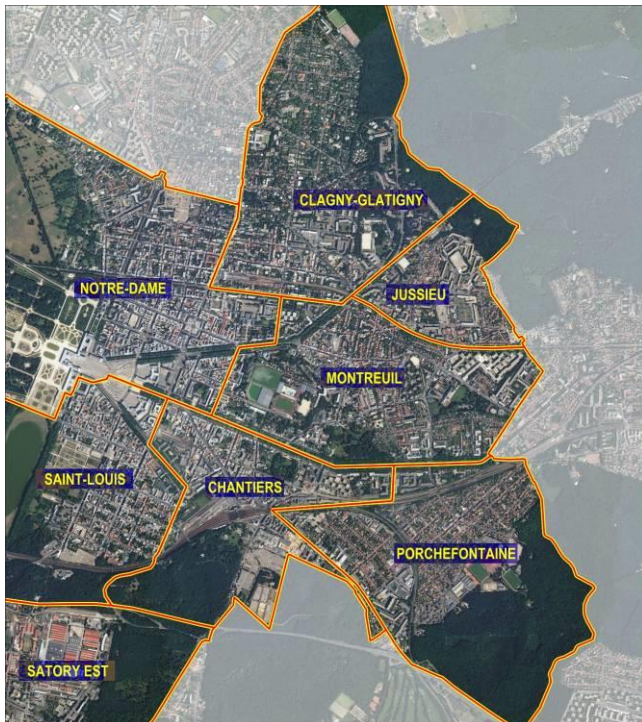 CLAGNY-GLATIGNY
NOTRE-DAME
JUSSIEU
MONTREUIL
SAINT-LOUIS
CHANTIERS
PORCHEFONTAINE
SATORY EST